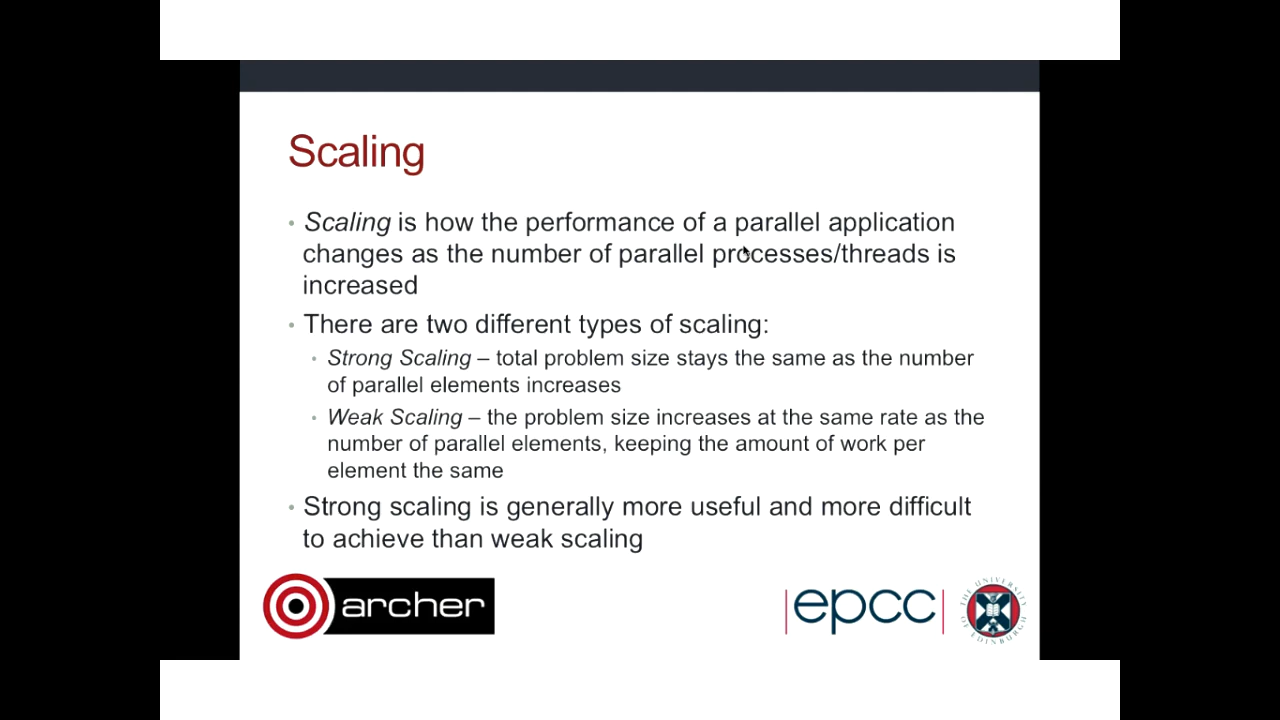 Scaling
• Scaling is how the performance of a parallel application
changes as the number of parallel processes/threads is
increased
• There are two different types of scaling:
• Strong Scaling – total problem size stays the same as the number
of parallel elements increases
• Weak Scaling – the problem size increases at the same rate as the
number of parallel elements, keeping the amount of work per
element the same
• Strong scaling is generally more useful and more difficult
to achieve than weak scaling
archer
epcc
THE UNIVERSITY
OF EDINBURGH